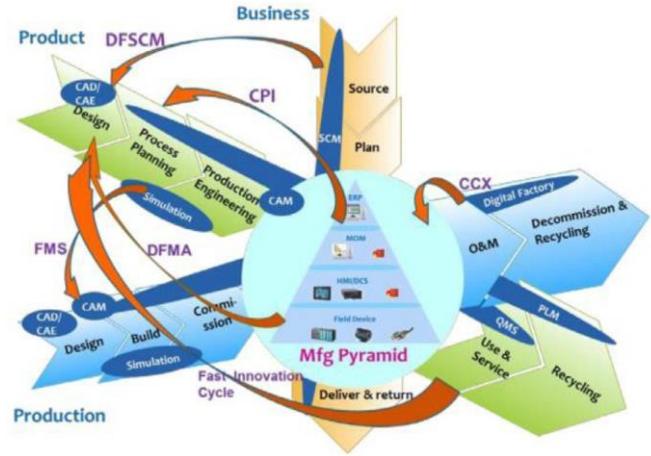 Business
Product
DFSCM
CAD/
CAE
Design
Process
Planning
Production
Engineering
CPI
SCM
Source
Plan
CAM
Simulation
CCX
Digital Factory
Decommission &
Recycling
O&M
ERP
MOM
HMI/DCS
Field Device
Mfg Pyramid
FMS
DFMA
CAM
CAD/
CAE
Design
Build
Commi-
ssion
Simulation
PLM
QMS
Use &
Service
Recycling
Fast Innovation
Cycle
Deliver & return
Production